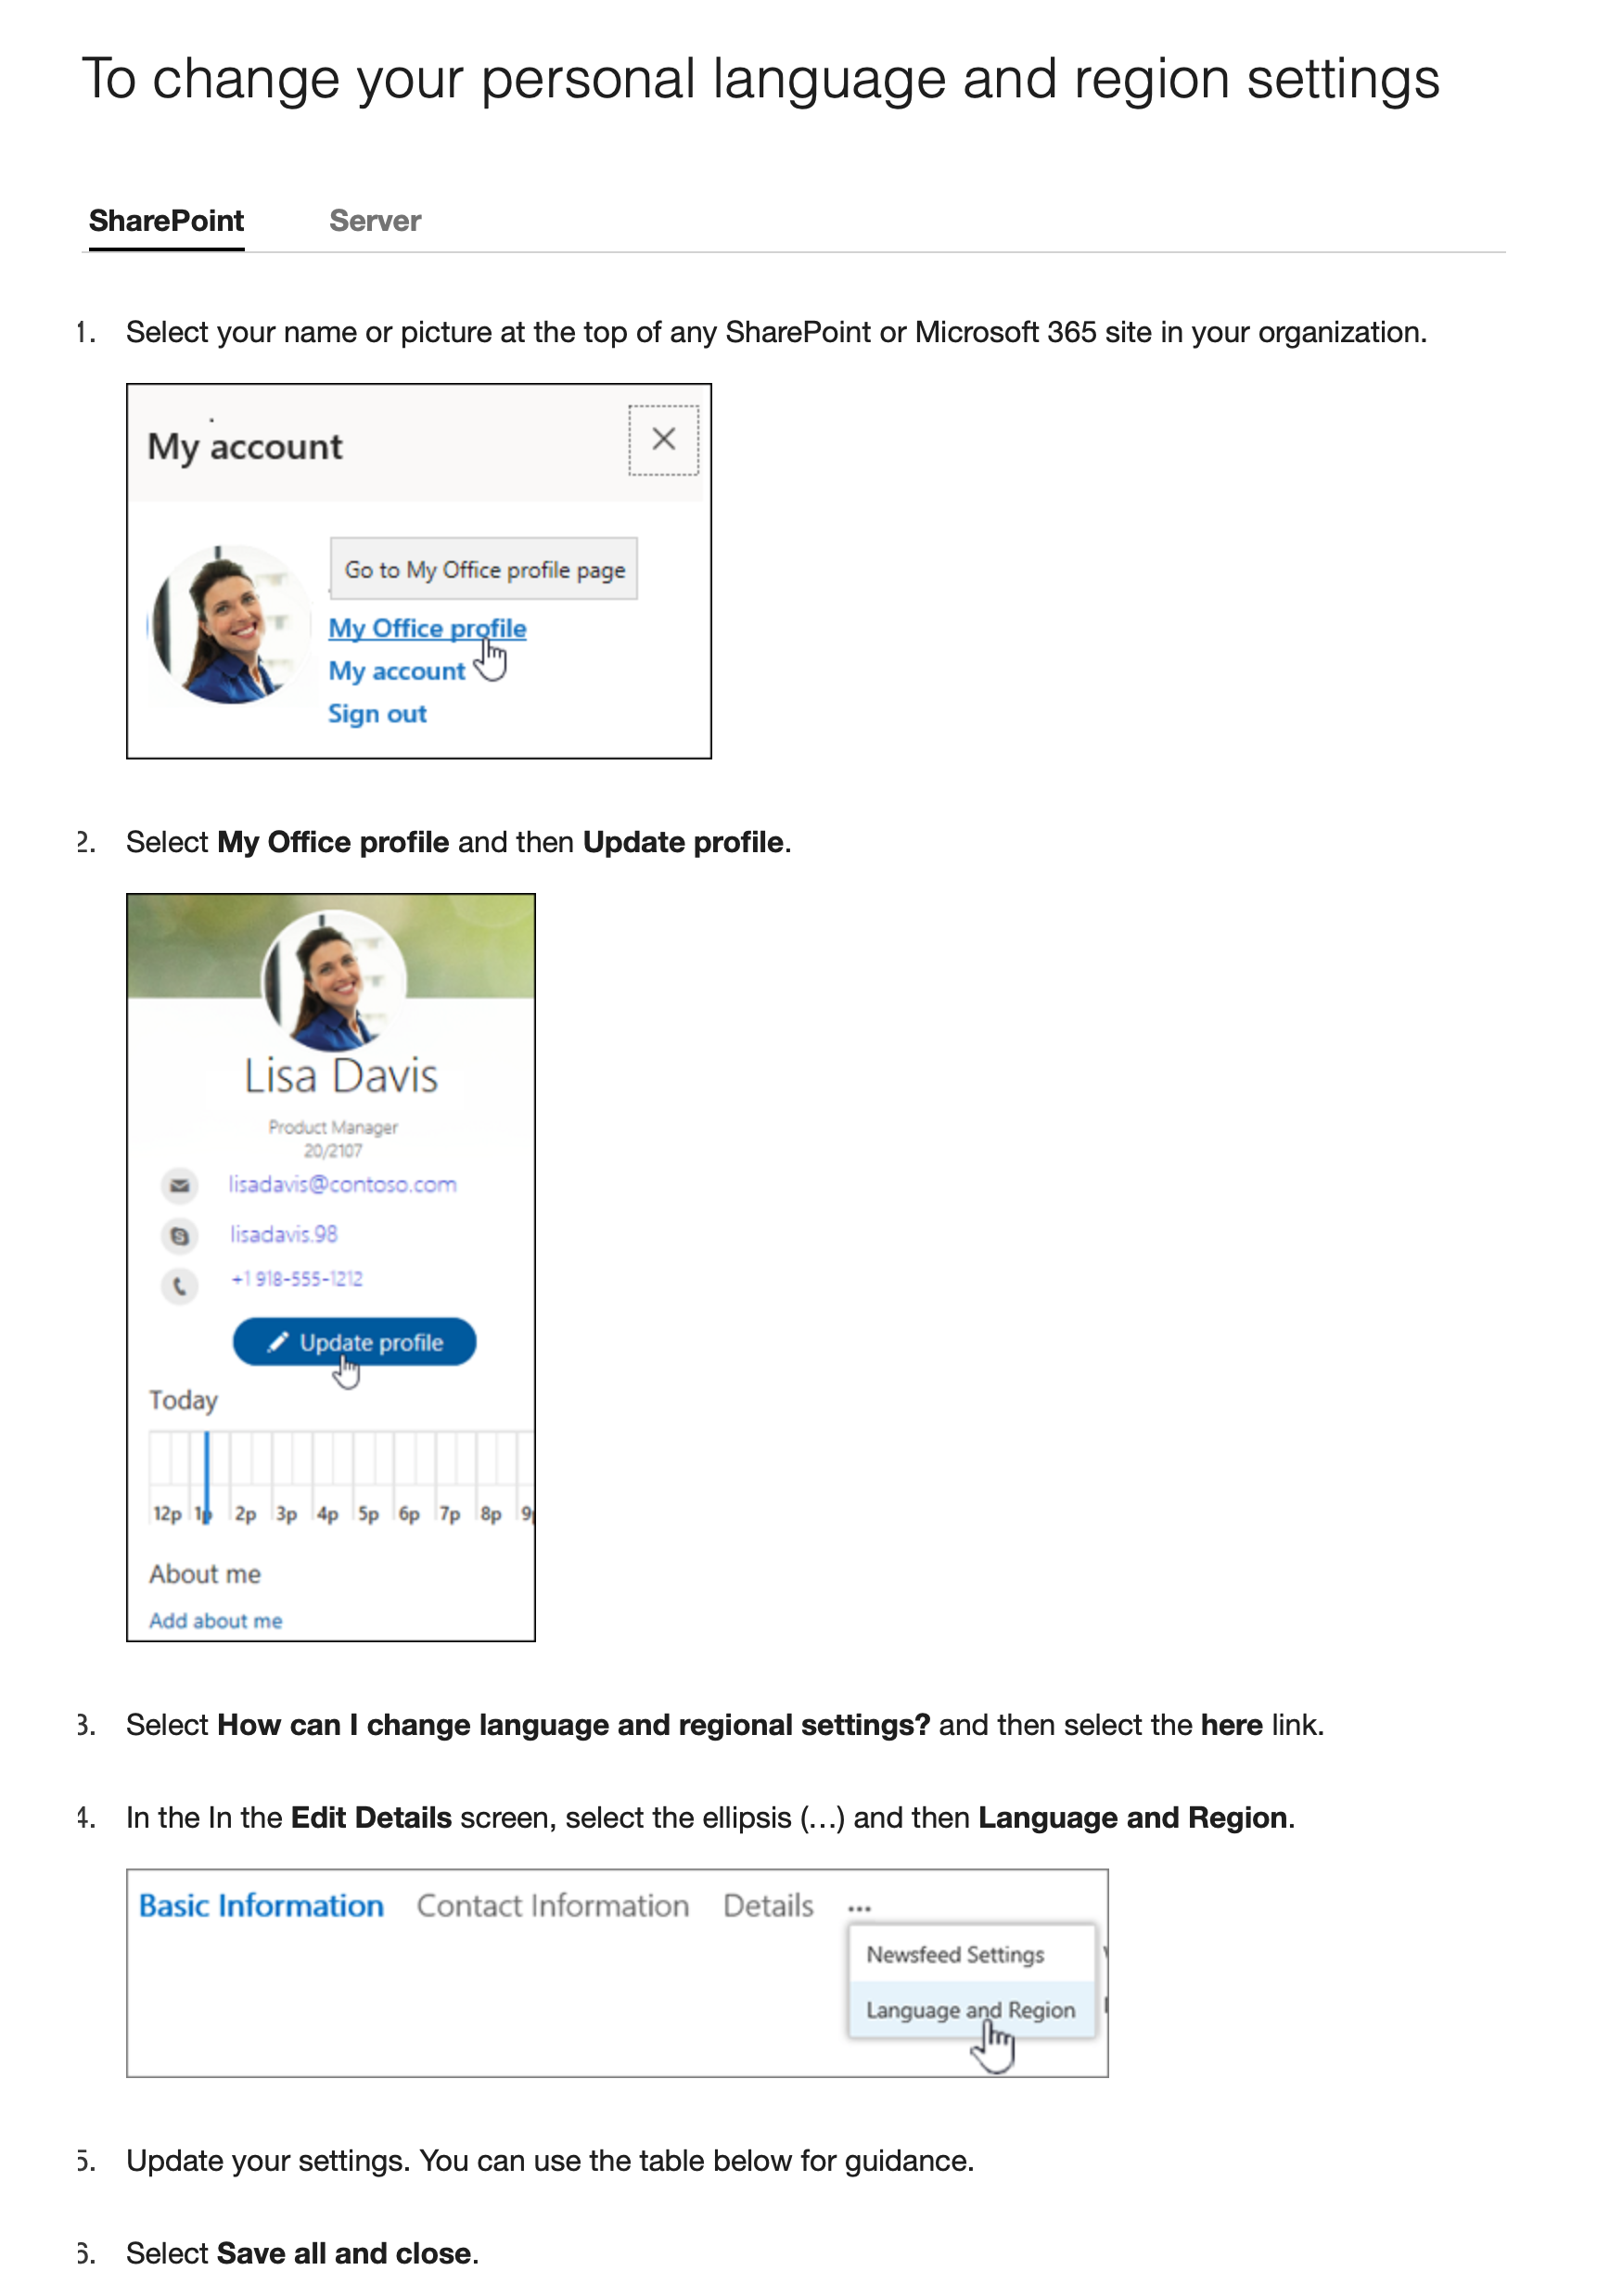 To change your personal language and region settings
SharePoint Server
1. Select your name or picture at the top of any SharePoint or Microsoft 365 site in your organization.
My account
Go to My Office profile page
My Office profile
My account
Sign out
2. Select My Office profile and then Update profile.
Lisa Davis
Product Manager
20/2107
lisadavis@contoso.com
lisadavis.98
+1 918-555-1212
Update profile
Today
12p 1p 2p 3p 4p 5p 6p 7p 8p 9p
About me
Add about me
3. Select How can I change language and regional settings? and then select the here link.
4. In the In the Edit Details screen, select the ellipsis (...) and then Language and Region.
Basic Information Contact Information Details ...
Newsfeed Settings
Language and Region
5. Update your settings. You can use the table below for guidance.
6. Select Save all and close.